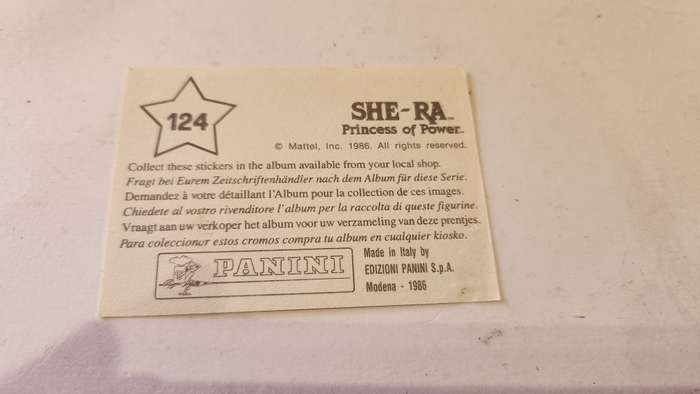 124
SHE-RA™
Princess of Power™
© Mattel, Inc. 1986. All rights reserved.
Collect these stickers in the album available from your local shop.
Fragt bei Eurem Zeitschriftenhändler nach dem Album für diese Serie.
Demandez à votre détaillant l'Album pour la collection de ces images.
Chiedete al vostro rivenditore l'album per la raccolta di queste figurine.
Vraagt aan uw verkoper het album voor uw verzameling van deze prentjes.
Para coleccionar estos cromos compra tu album en cualquier kiosko.
PANINI
Made in Italy by
EDIZIONI PANINI S.p.A.
Modena - 1986